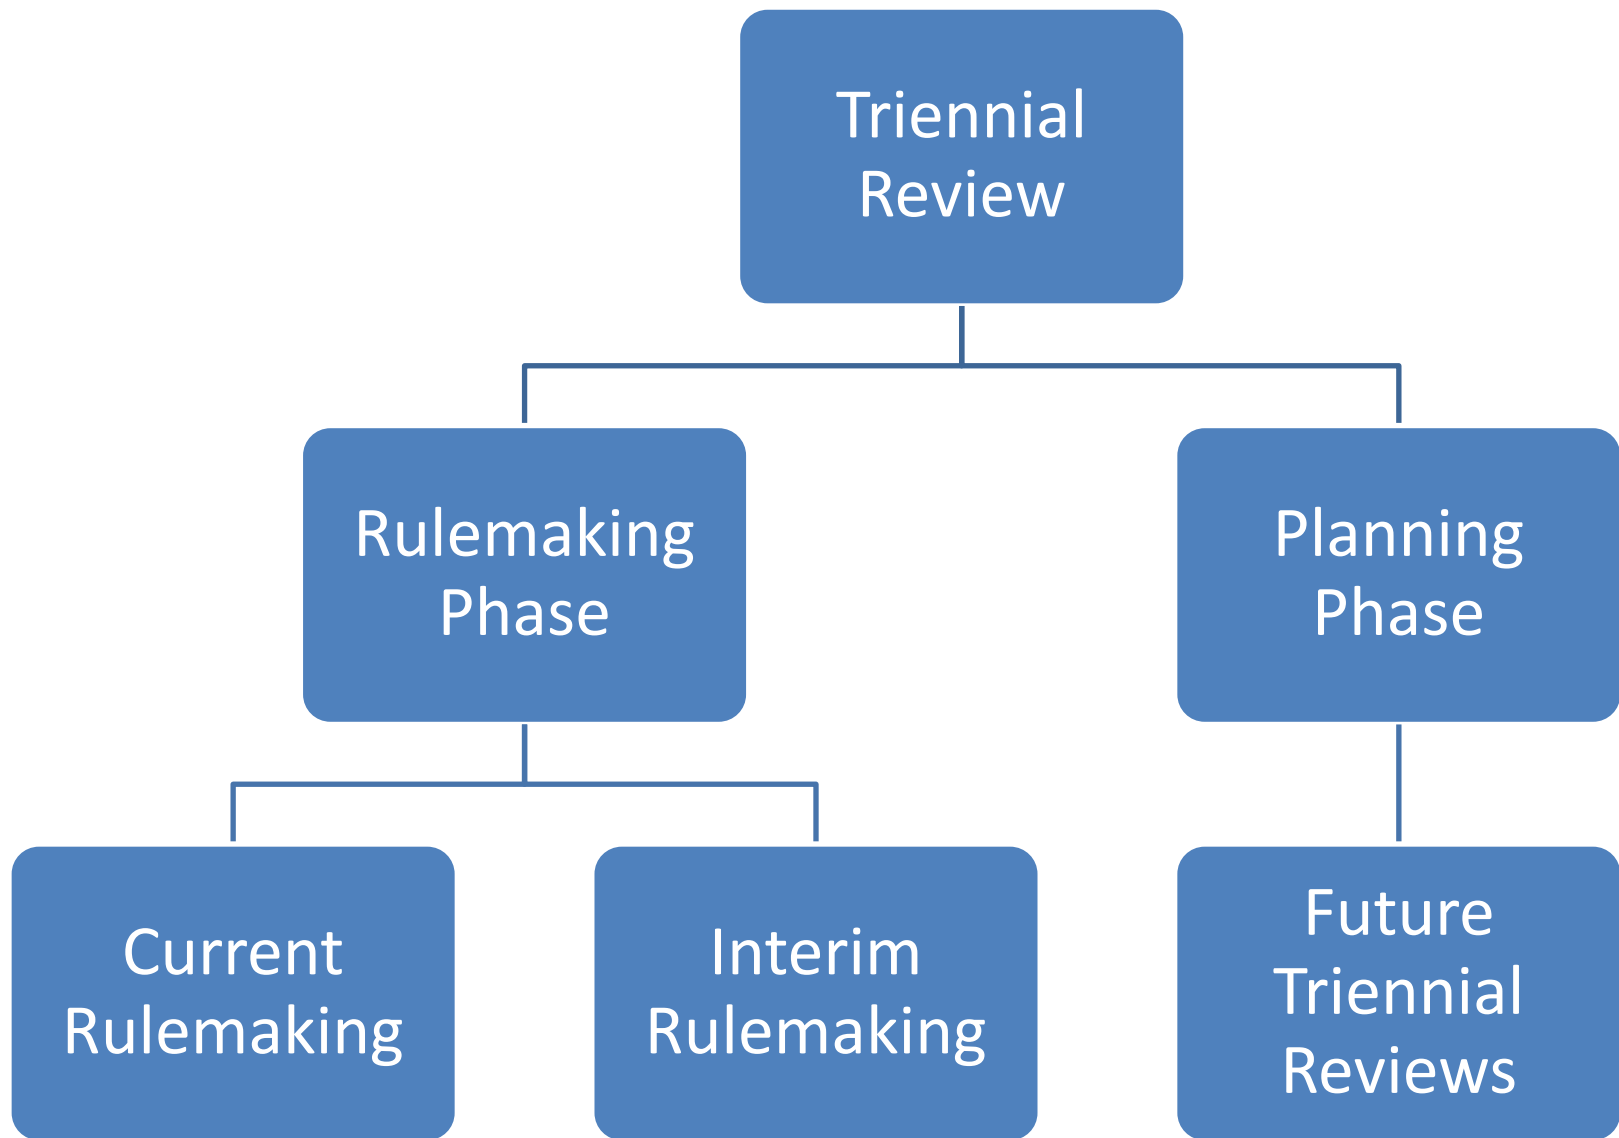 Triennial
Review
Rulemaking
Phase
Planning
Phase
Current
Rulemaking
Interim
Rulemaking
Future
Triennial
Reviews